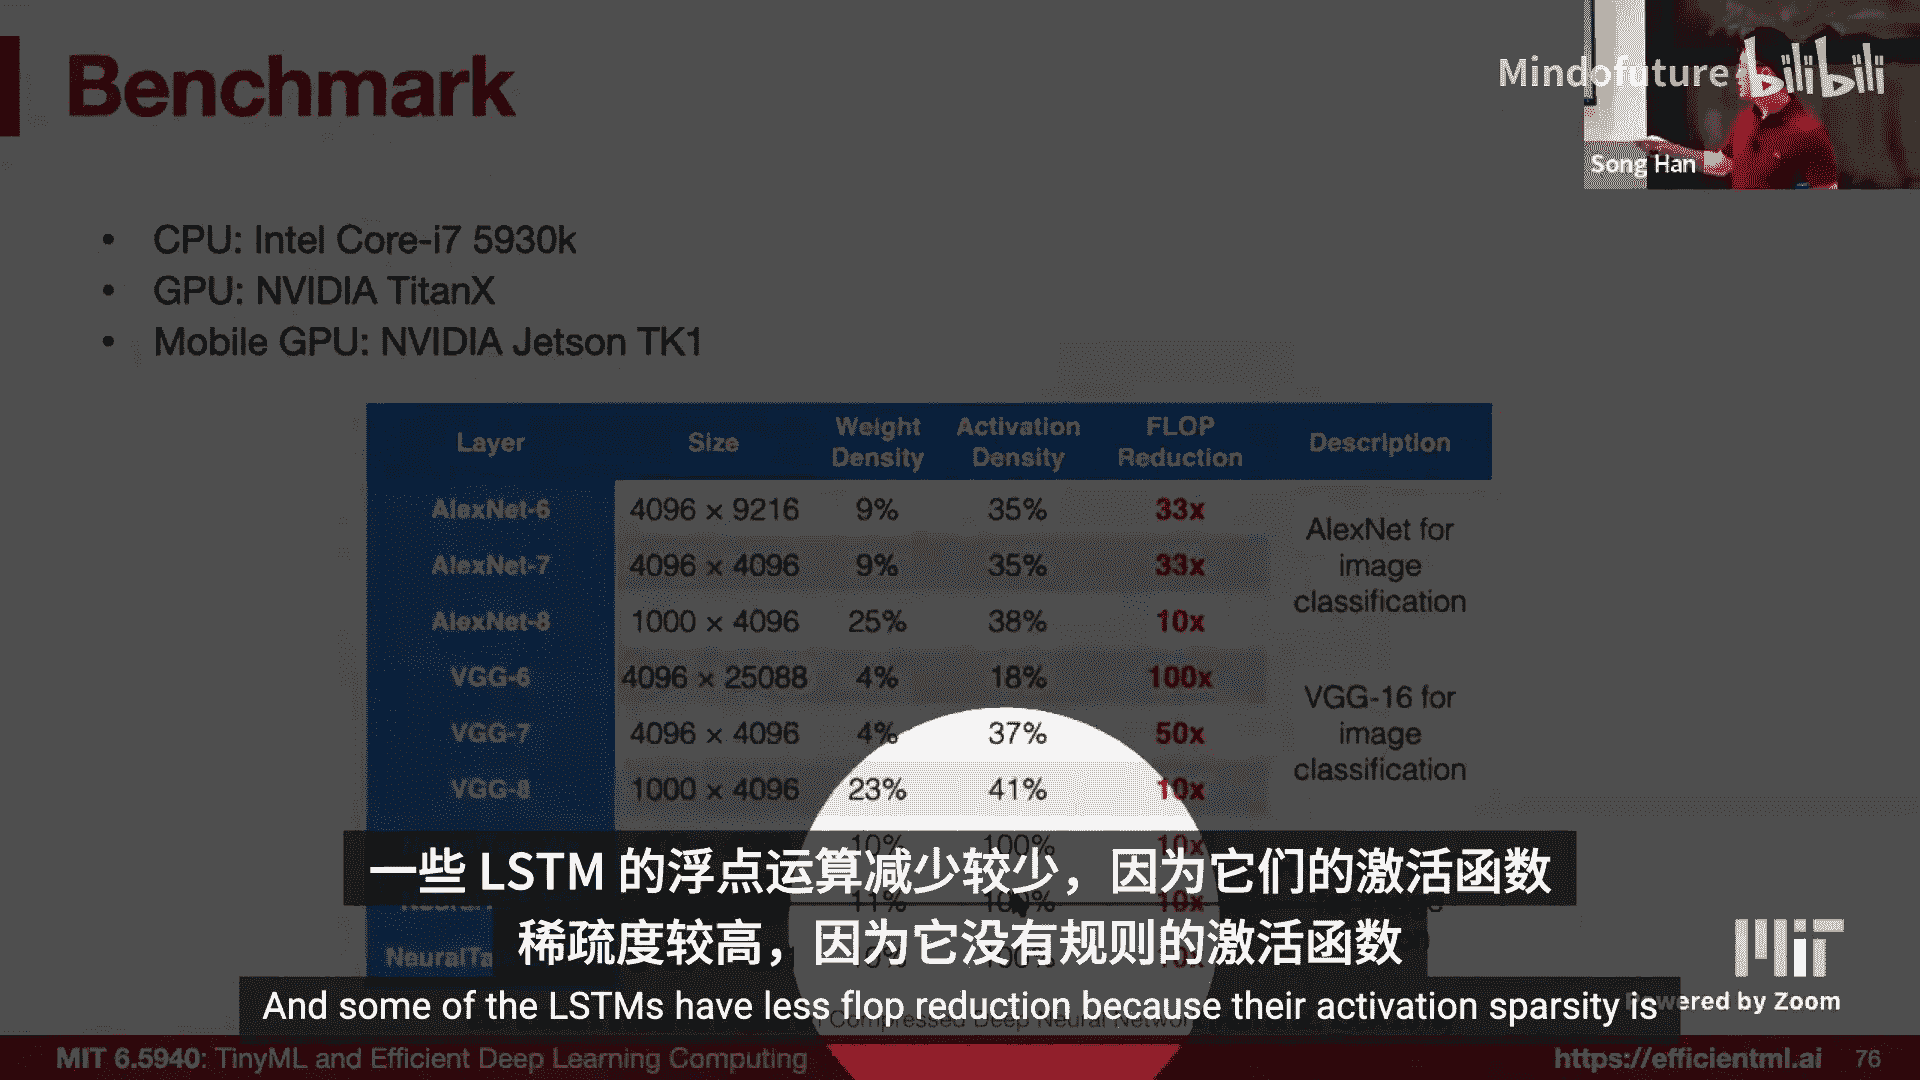 Benchmark
Mindofuture
bilibili
Song Han
• CPU: Intel Core-i7 5930k
• GPU: NVIDIA TitanX
• Mobile GPU: NVIDIA Jetson TK1
Layer Size Weight Density Activation Density FLOP Reduction Description
AlexNet-6 4096 × 9216 9% 35% 33x
AlexNet-7 4096 × 4096 9% 35% 33x
AlexNet-8 1000 × 4096 25% 38% 10x
AlexNet for
image
classification
VGG-6 4096 × 25088 4% 18% 100x
VGG-7 4096 × 4096 4% 37% 50x
VGG-8 1000 × 4096 23% 41% 10x
VGG-16 for
image
classification
10% 100% 10x
11% 100% 10x
100% 10x
一些 LSTM 的浮点运算减少较少，因为它们的激活函数
稀疏度较高，因为它没有规则的激活函数
And some of the LSTMs have less flop reduction because their activation sparsity is
MIT
Powered by Zoom
MIT 6.5940: TinyML and Efficient Deep Learning Computing
https://efficientml.ai 76